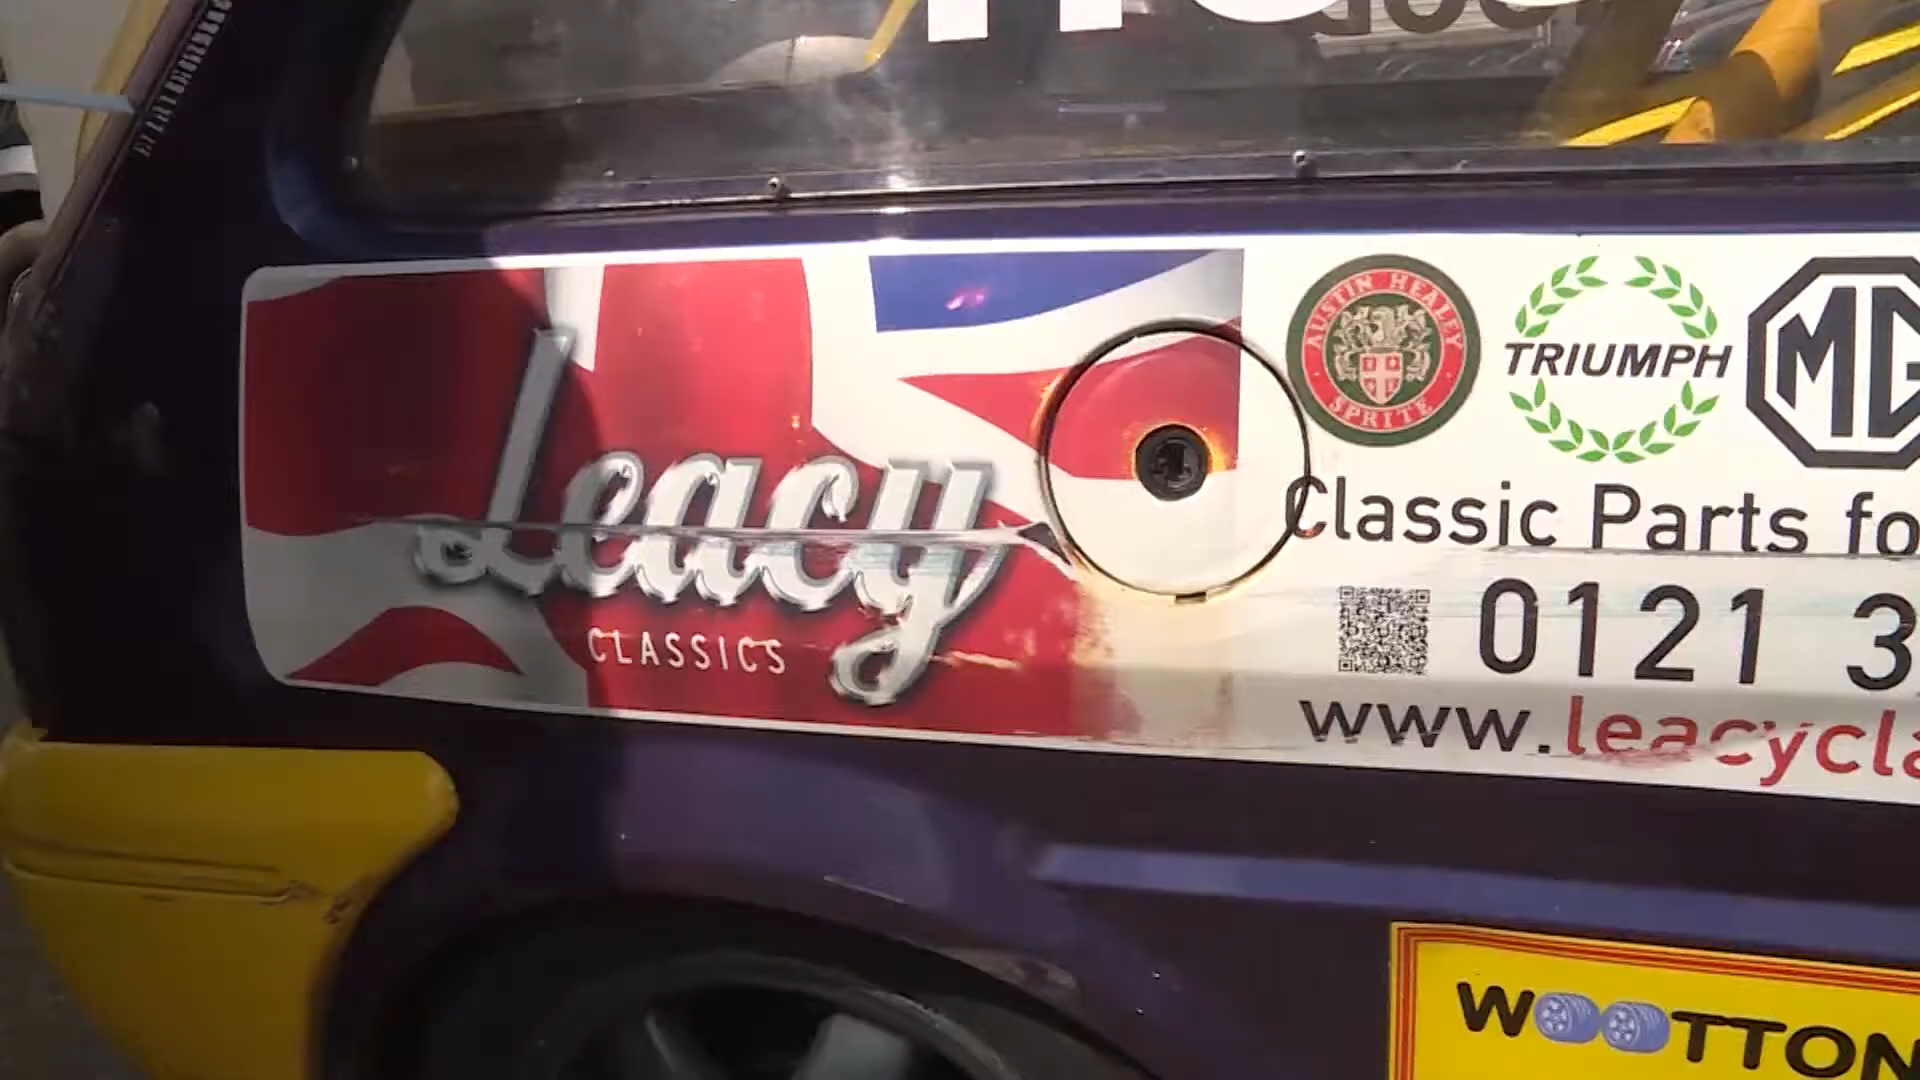 Leacy
CLASSICS
AUSTIN HEALEY
SPRITE
TRIUMPH
MG
Classic Parts fo
0121 3
www.leacycla
WOOTTON